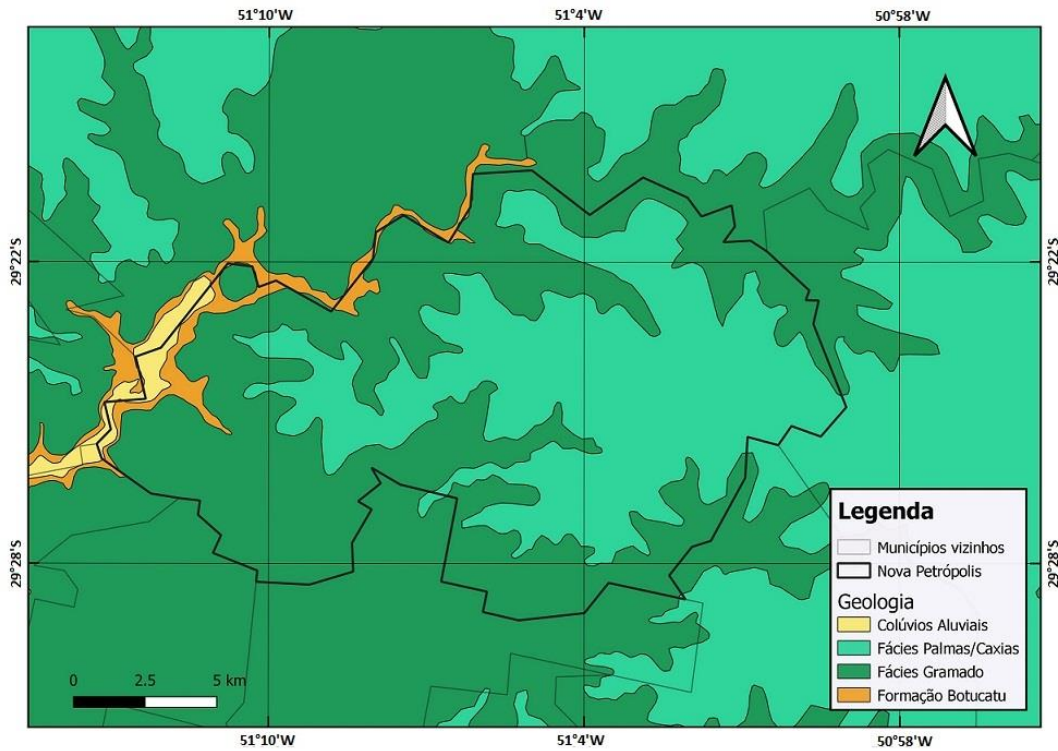 51°10'W 51°4'W 50°58'W
29°22'S 29°22'S
29°28'S 29°28'S
Legenda
Municípios vizinhos
Nova Petrópolis
Geologia
Colúvios Aluviais
Fácies Palmas/Caxias
Fácies Gramado
Formação Botucatu
0 2.5 5 km
51°10'W 51°4'W 50°58'W